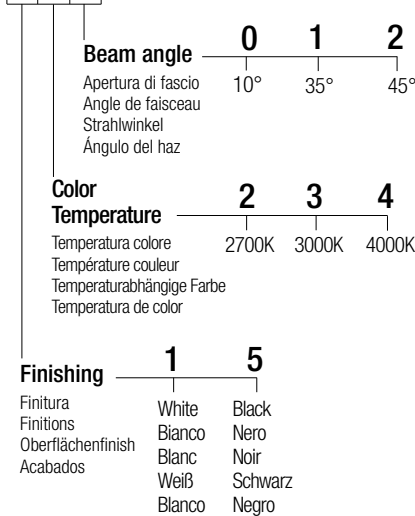 Beam angle 0 1 2
Apertura di fascio 10° 35° 45°
Angle de faisceau
Strahlwinkel
Ángulo del haz
Color
Temperature 2 3 4
Temperatura colore 2700K 3000K 4000K
Température couleur
Temperaturabhängige Farbe
Temperatura de color
Finishing 1 5
Finitura White Black
Finitions Bianco Nero
Oberflächenfinish Blanc Noir
Acabados Weiß Schwarz
Blanco Negro